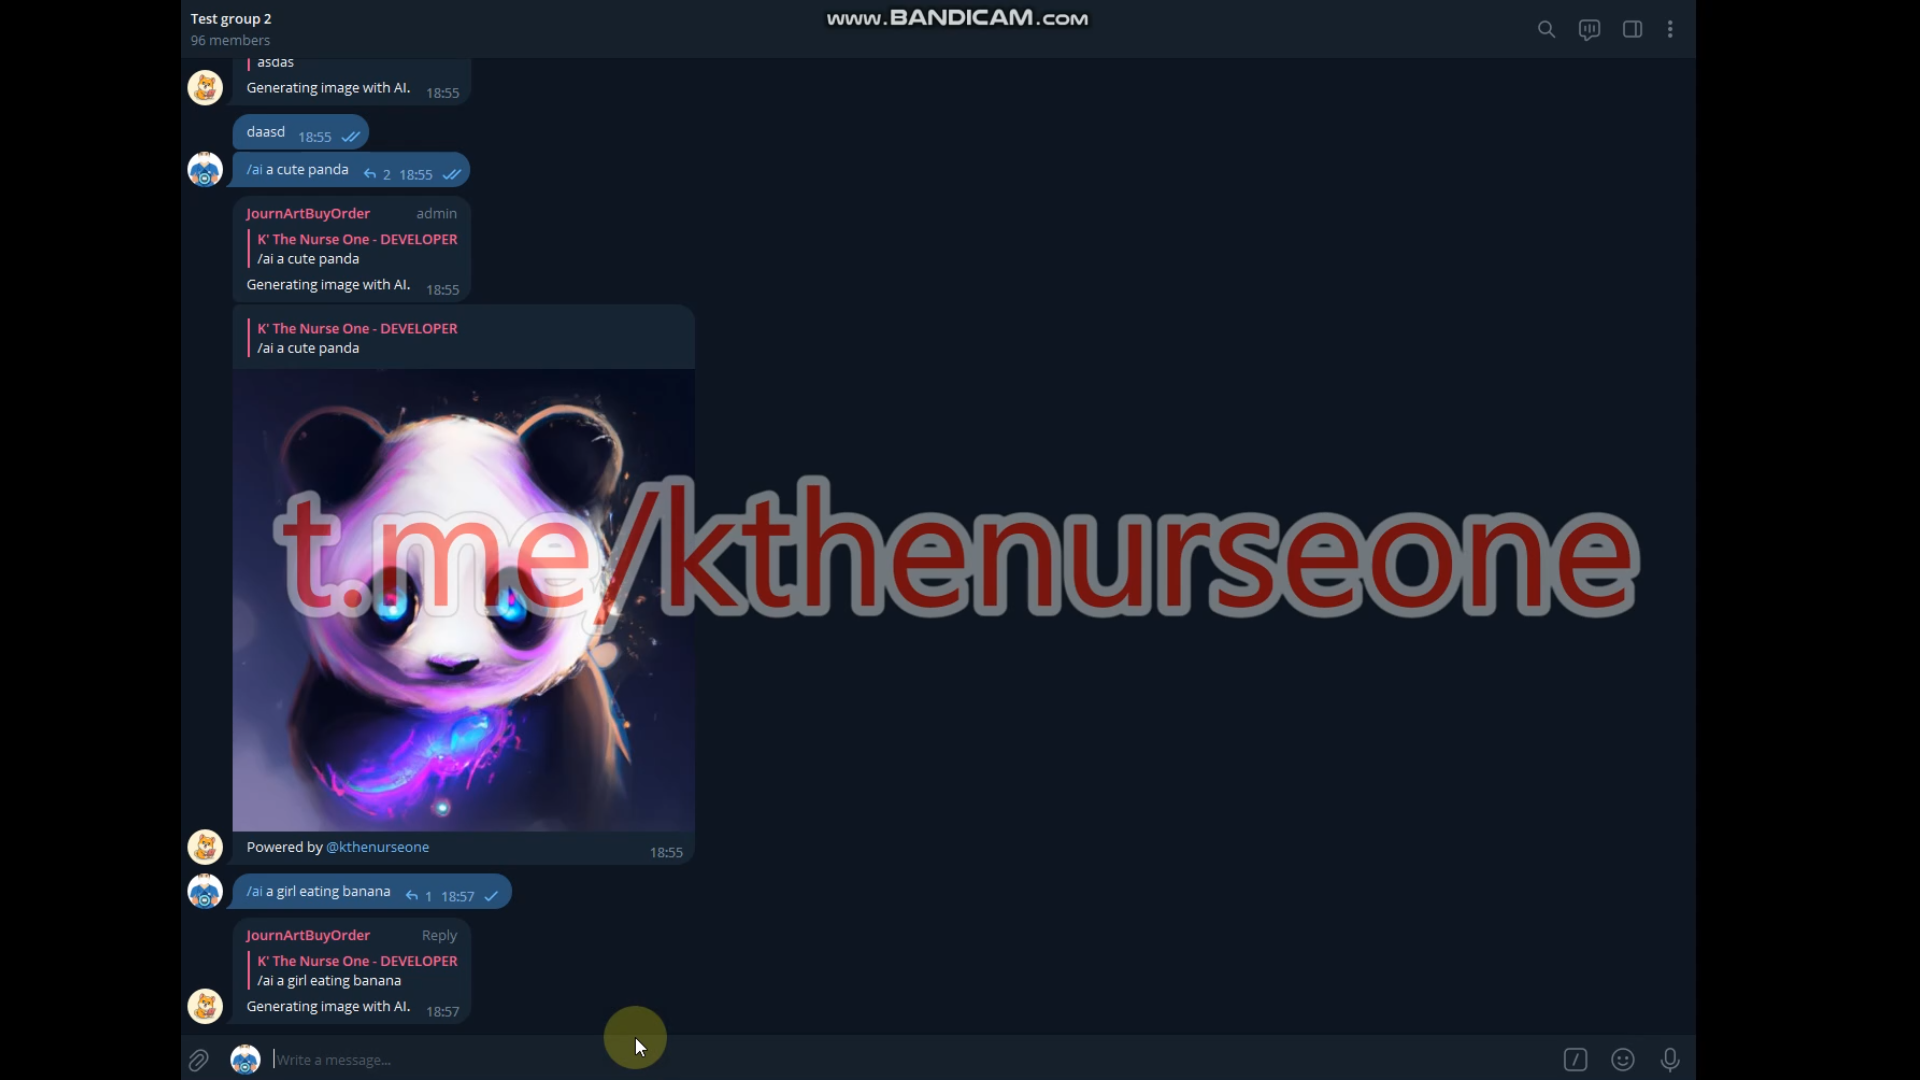 Test group 2
96 members
www.BANDICAM.com
asdas
Generating image with AI. 18:55
daasd 18:55
/ai a cute panda 2 18:55
JournArtBuyOrder admin
K' The Nurse One - DEVELOPER
/ai a cute panda
Generating image with AI. 18:55
K' The Nurse One - DEVELOPER
/ai a cute panda
t.me/kthenurseone
Powered by @kthenurseone 18:55
/ai a girl eating banana 1 18:57
JournArtBuyOrder Reply
K' The Nurse One - DEVELOPER
/ai a girl eating banana
Generating image with AI. 18:57
Write a message...